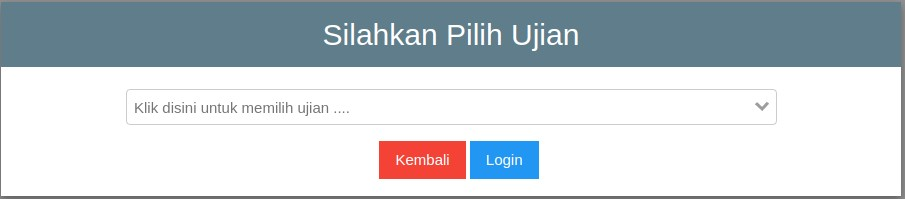 Silahkan Pilih Ujian
Klik disini untuk memilih ujian ....
Kembali Login